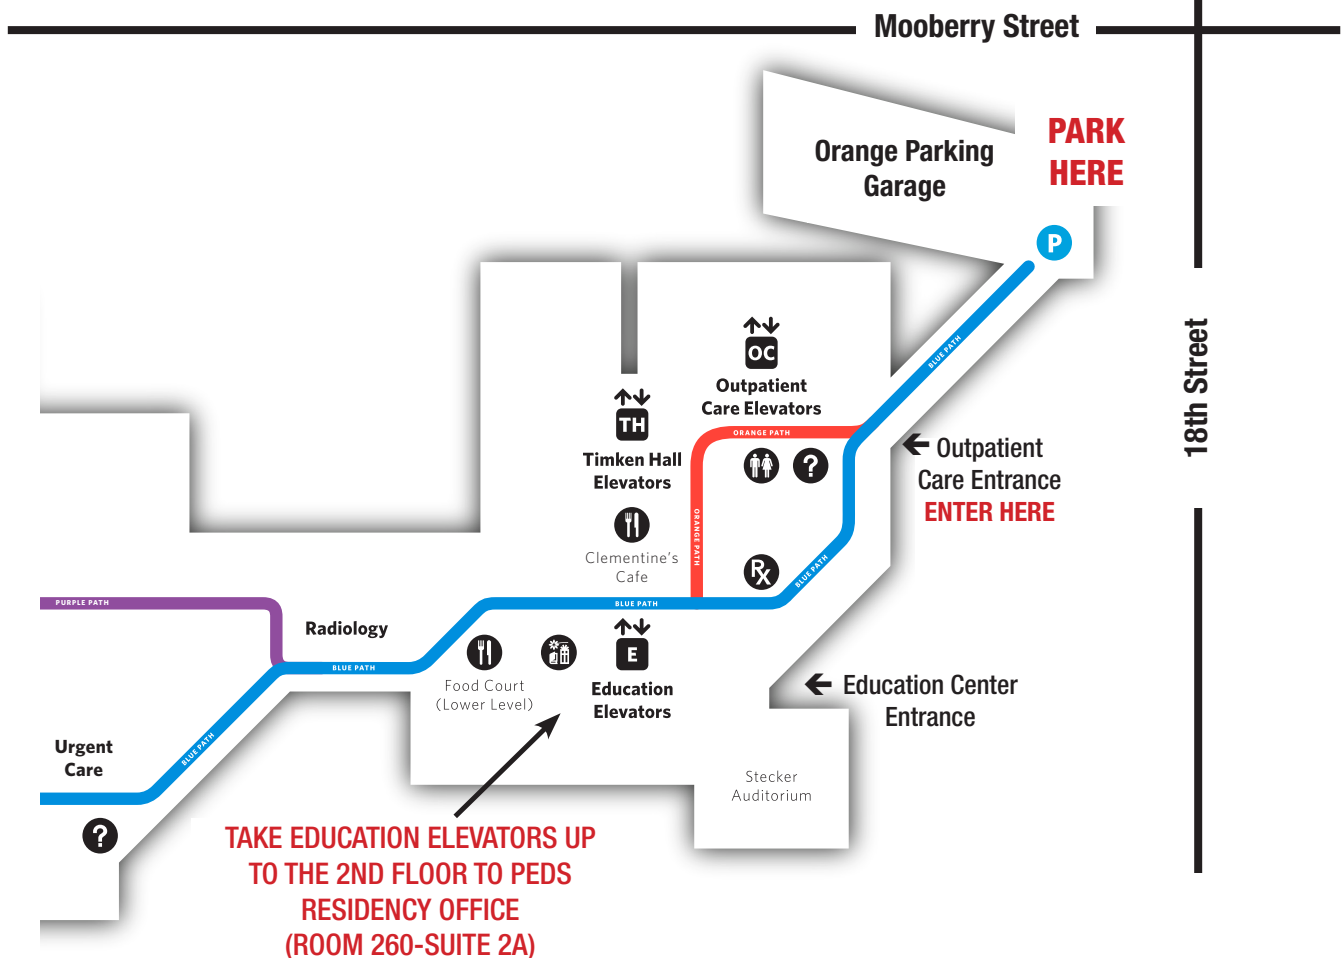 Mooberry Street
PARK
HERE
Orange Parking
Garage
P
18th Street
BLUE PATH
OC
Outpatient
Care Elevators
ORANGE PATH
TH
Timken Hall
Elevators
?
Outpatient
Care Entrance
ENTER HERE
ORANGE PATH
Clementine's
Cafe
Rx
BLUE PATH
PURPLE PATH
BLUE PATH
Radiology
E
BLUE PATH
Food Court
(Lower Level)
Education
Elevators
Education Center
Entrance
BLUE PATH
Urgent
Care
Stecker
Auditorium
?
TAKE EDUCATION ELEVATORS UP
TO THE 2ND FLOOR TO PEDS
RESIDENCY OFFICE
(ROOM 260-SUITE 2A)